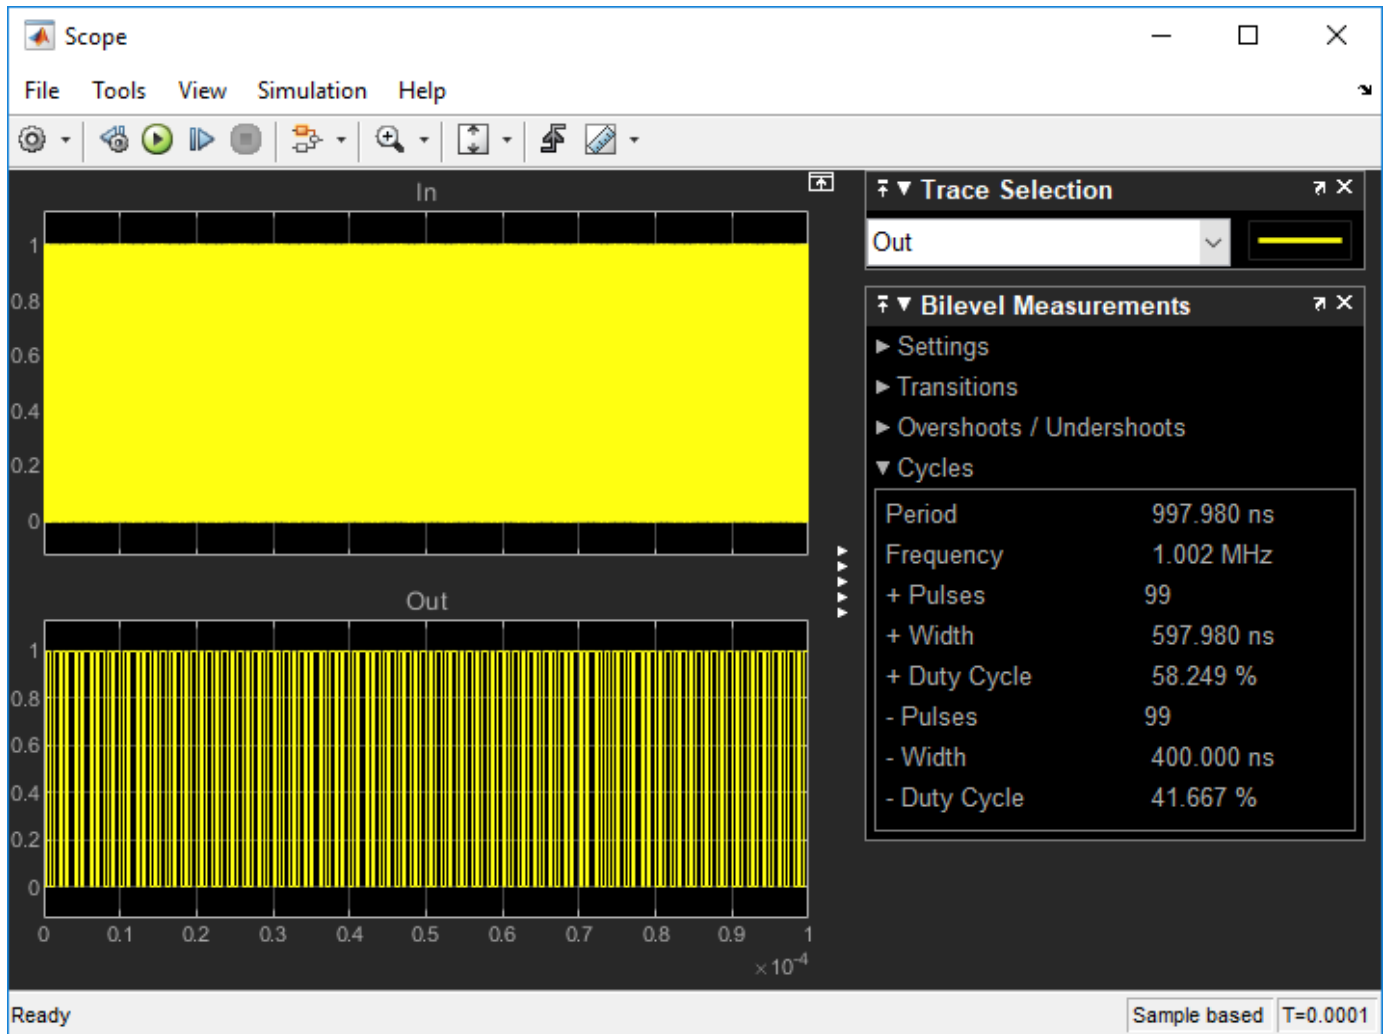 Scope
File Tools View Simulation Help
In
1
0.8
0.6
0.4
0.2
0
Out
1
0.8
0.6
0.4
0.2
0
0 0.1 0.2 0.3 0.4 0.5 0.6 0.7 0.8 0.9 1
×10-4
Trace Selection
Out
Bilevel Measurements
Settings
Transitions
Overshoots / Undershoots
Cycles
Period 997.980 ns
Frequency 1.002 MHz
+ Pulses 99
+ Width 597.980 ns
+ Duty Cycle 58.249 %
- Pulses 99
- Width 400.000 ns
- Duty Cycle 41.667 %
Ready Sample based T=0.0001